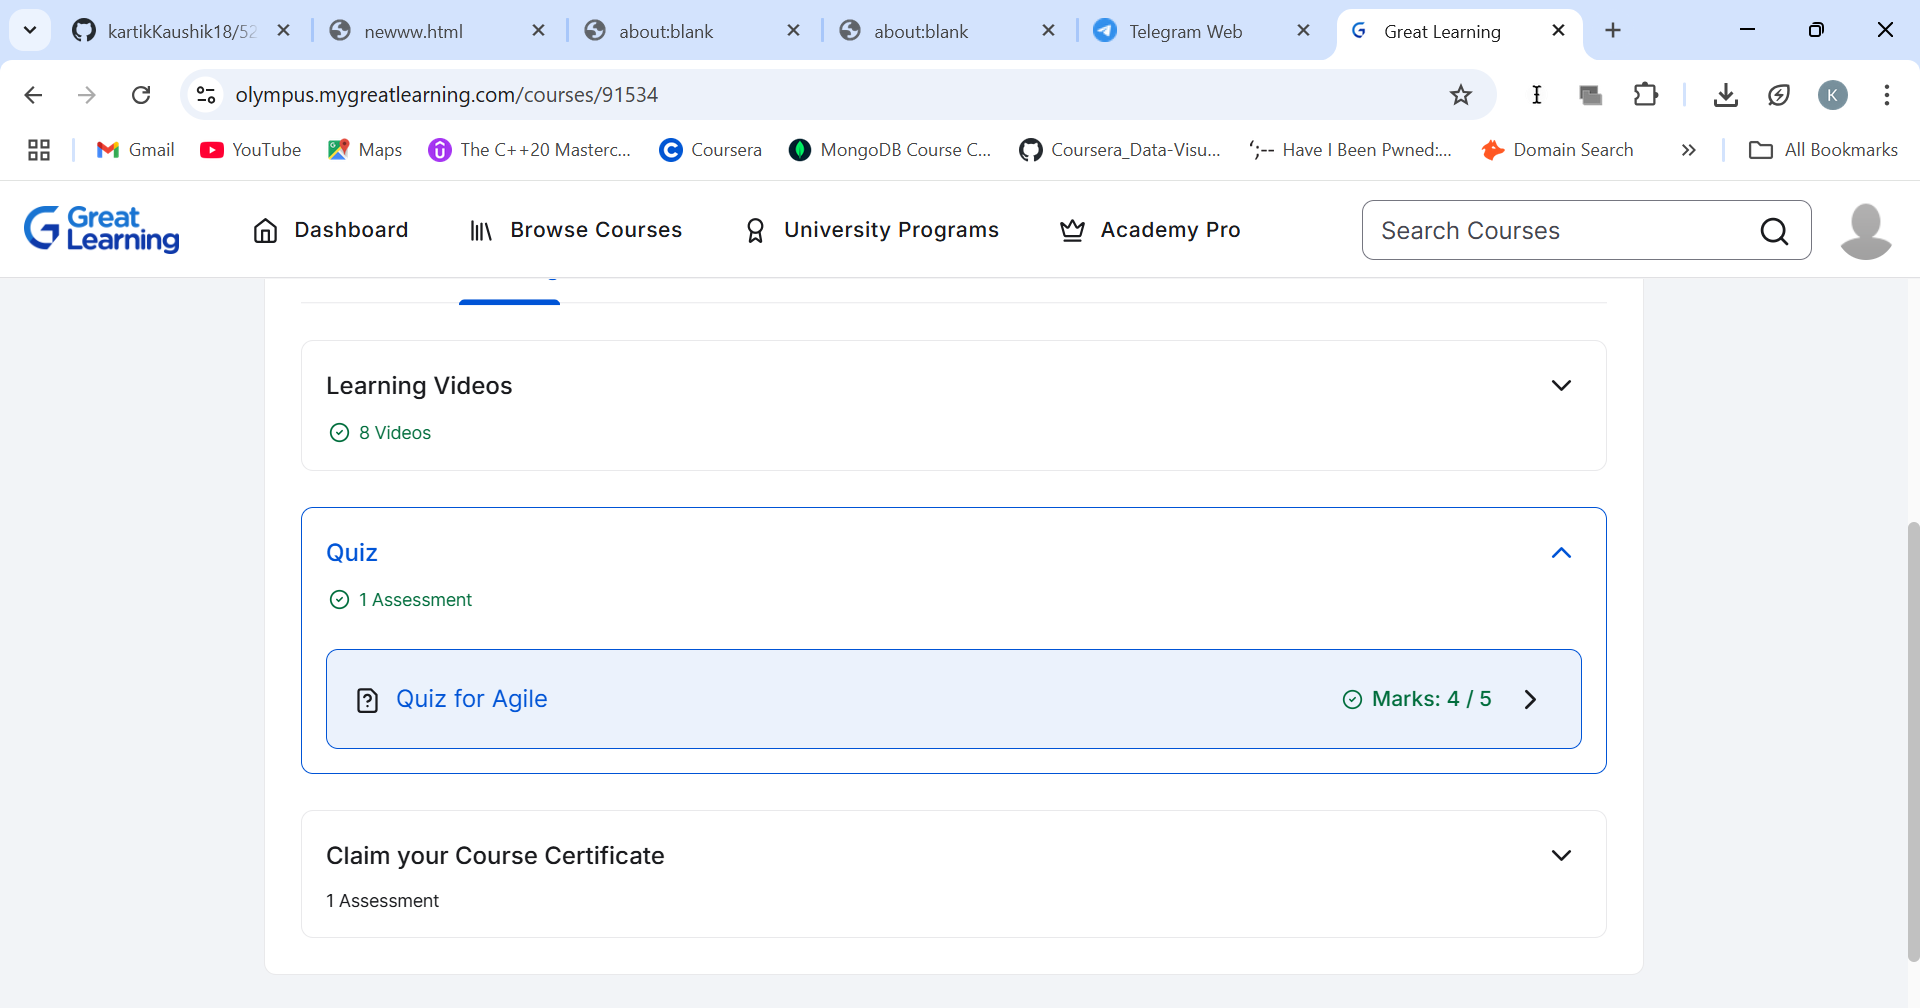 kartikKaushik18/52
newww.html
about:blank
about:blank
Telegram Web
Great Learning
olympus.mygreatlearning.com/courses/91534
K
Gmail
YouTube
Maps
The C++20 Masterc...
Coursera
MongoDB Course C...
Coursera_Data-Visu...
Have I Been Pwned:...
Domain Search
All Bookmarks
Great Learning
Dashboard
Browse Courses
University Programs
Academy Pro
Search Courses
Learning Videos
8 Videos
Quiz
1 Assessment
Quiz for Agile
Marks: 4 / 5
Claim your Course Certificate
1 Assessment